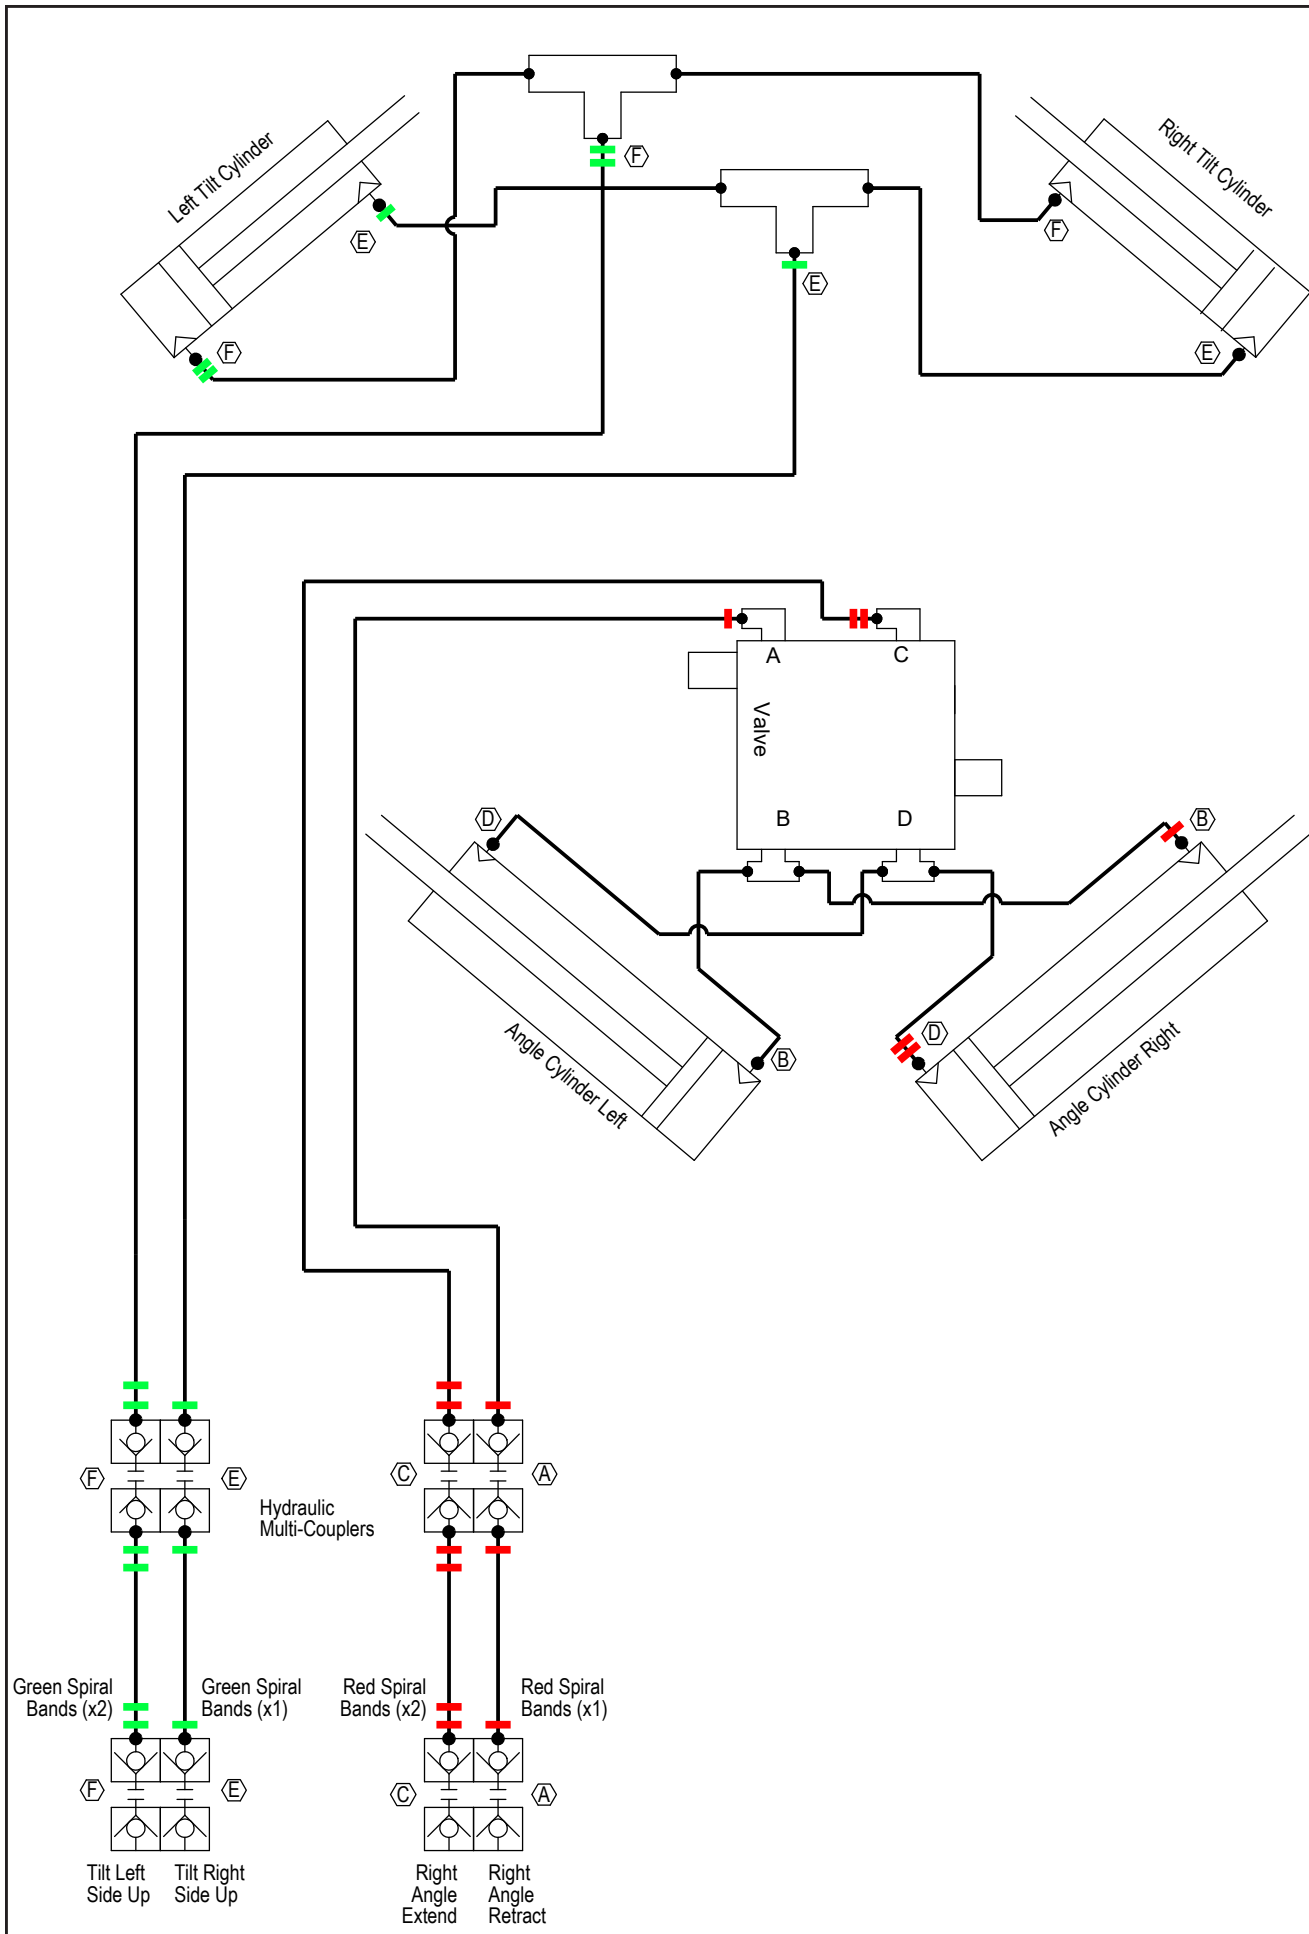 F
Left Tilt Cylinder
Right Tilt Cylinder
E
F
E
F
E
A
C
Valve
B
D
D
B
Angle Cylinder Left
B
D
Angle Cylinder Right
F
E
C
A
Hydraulic
Multi-Couplers
Green Spiral
Bands (x2)
Green Spiral
Bands (x1)
Red Spiral
Bands (x2)
Red Spiral
Bands (x1)
F
E
C
A
Tilt Left
Side Up
Tilt Right
Side Up
Right
Angle
Extend
Right
Angle
Retract